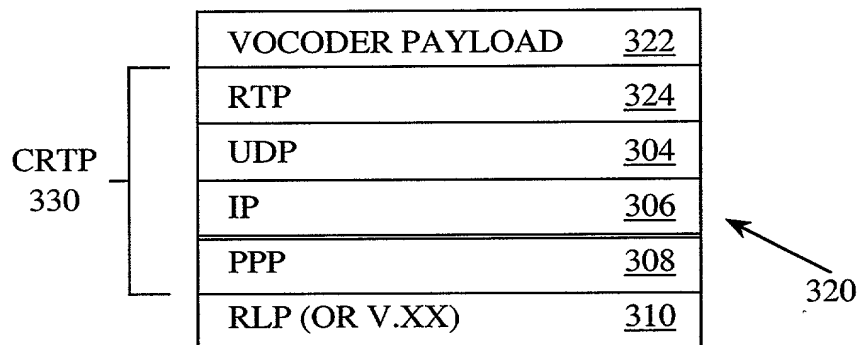 VOCODER PAYLOAD 322
RTP 324
UDP 304
CRTP
330
IP 306
PPP 308
320
RLP (OR V.XX) 310